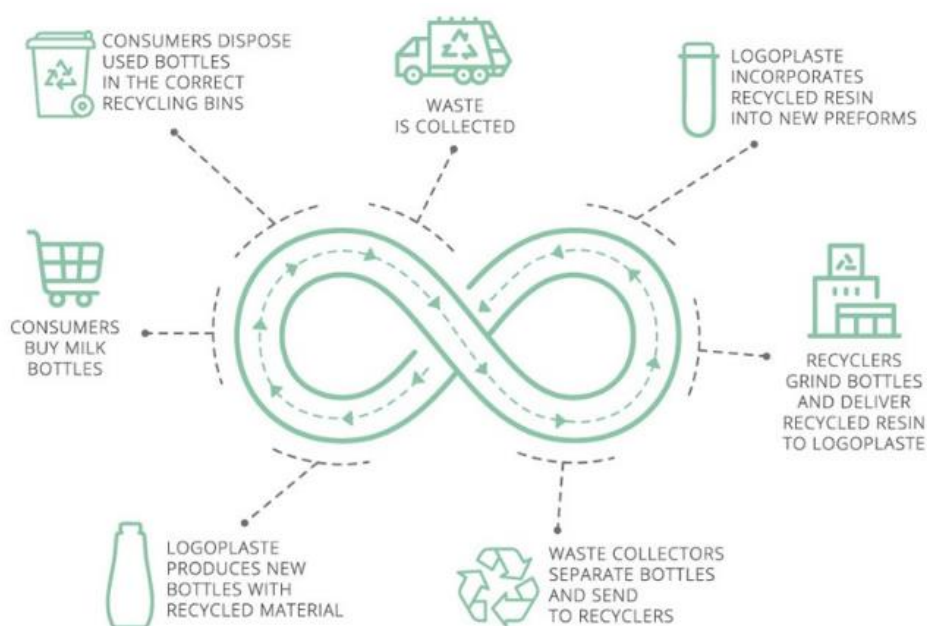 CONSUMERS DISPOSE
USED BOTTLES
IN THE CORRECT
RECYCLING BINS
WASTE
IS COLLECTED
LOGOPLASTE
INCORPORATES
RECYCLED RESIN
INTO NEW PREFORMS
CONSUMERS
BUY MILK
BOTTLES
RECYCLERS
GRIND BOTTLES
AND DELIVER
RECYCLED RESIN
TO LOGOPLASTE
LOGOPLASTE
PRODUCES NEW
BOTTLES WITH
RECYCLED MATERIAL
WASTE COLLECTORS
SEPARATE BOTTLES
AND SEND
TO RECYCLERS